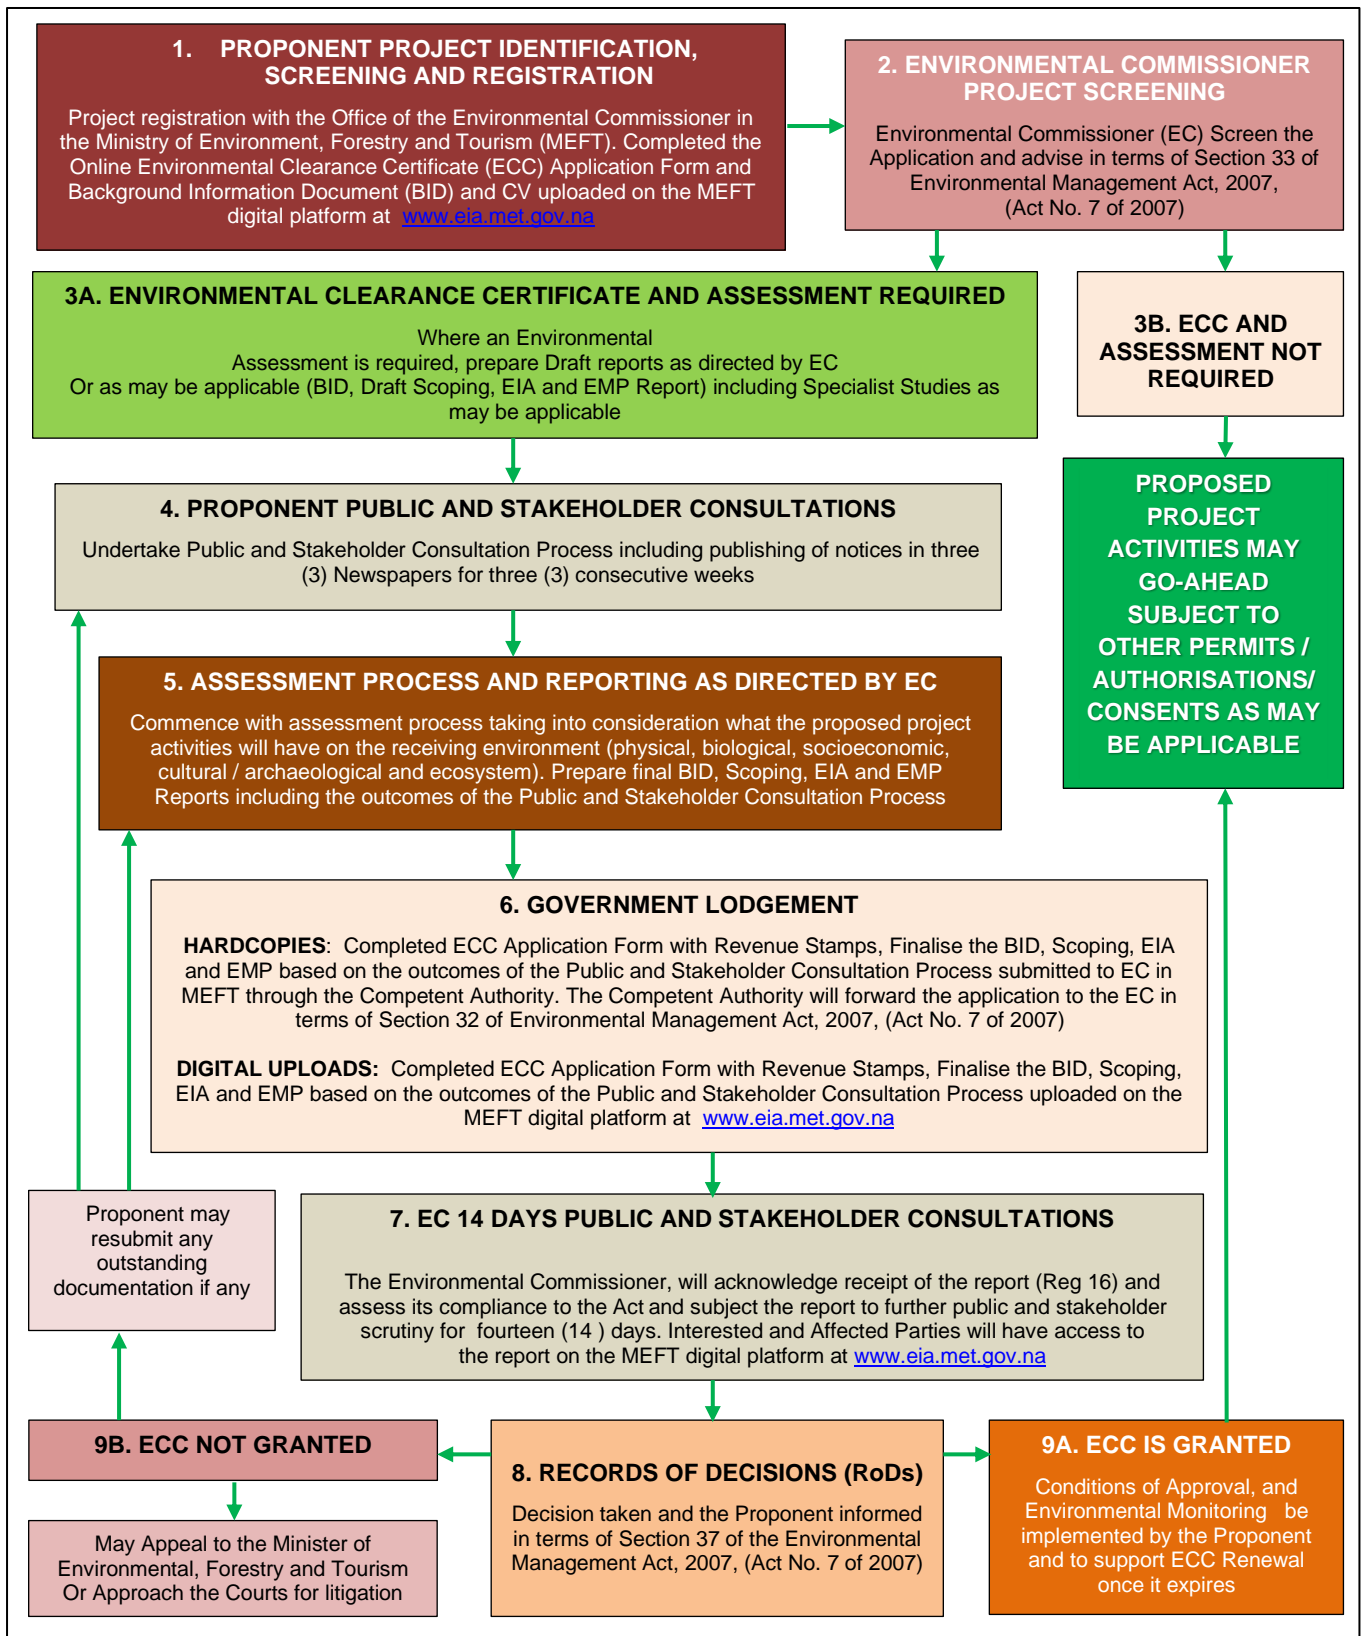 1. PROPONENT PROJECT IDENTIFICATION,
SCREENING AND REGISTRATION
Project registration with the Office of the Environmental Commissioner in
the Ministry of Environment, Forestry and Tourism (MEFT). Completed the
Online Environmental Clearance Certificate (ECC) Application Form and
Background Information Document (BID) and CV uploaded on the MEFT
digital platform at www.eia.met.gov.na
2. ENVIRONMENTAL COMMISSIONER
PROJECT SCREENING
Environmental Commissioner (EC) Screen the
Application and advise in terms of Section 33 of
Environmental Management Act, 2007,
(Act No. 7 of 2007)
3A. ENVIRONMENTAL CLEARANCE CERTIFICATE AND ASSESSMENT REQUIRED
Where an Environmental
Assessment is required, prepare Draft reports as directed by EC
Or as may be applicable (BID, Draft Scoping, EIA and EMP Report) including Specialist Studies as
may be applicable
3B. ECC AND
ASSESSMENT NOT
REQUIRED
4. PROPONENT PUBLIC AND STAKEHOLDER CONSULTATIONS
Undertake Public and Stakeholder Consultation Process including publishing of notices in three
(3) Newspapers for three (3) consecutive weeks
PROPOSED
PROJECT
ACTIVITIES MAY
GO-AHEAD
SUBJECT TO
OTHER PERMITS /
AUTHORISATIONS/
CONSENTS AS MAY
BE APPLICABLE
5. ASSESSMENT PROCESS AND REPORTING AS DIRECTED BY EC
Commence with assessment process taking into consideration what the proposed project
activities will have on the receiving environment (physical, biological, socioeconomic,
cultural / archaeological and ecosystem). Prepare final BID, Scoping, EIA and EMP
Reports including the outcomes of the Public and Stakeholder Consultation Process
6. GOVERNMENT LODGEMENT
HARDCOPIES: Completed ECC Application Form with Revenue Stamps, Finalise the BID, Scoping, EIA
and EMP based on the outcomes of the Public and Stakeholder Consultation Process submitted to EC in
MEFT through the Competent Authority. The Competent Authority will forward the application to the EC in
terms of Section 32 of Environmental Management Act, 2007, (Act No. 7 of 2007)
DIGITAL UPLOADS: Completed ECC Application Form with Revenue Stamps, Finalise the BID, Scoping,
EIA and EMP based on the outcomes of the Public and Stakeholder Consultation Process uploaded on the
MEFT digital platform at www.eia.met.gov.na
Proponent may
resubmit any
outstanding
documentation if any
7. EC 14 DAYS PUBLIC AND STAKEHOLDER CONSULTATIONS
The Environmental Commissioner, will acknowledge receipt of the report (Reg 16) and
assess its compliance to the Act and subject the report to further public and stakeholder
scrutiny for fourteen (14 ) days. Interested and Affected Parties will have access to
the report on the MEFT digital platform at www.eia.met.gov.na
9B. ECC NOT GRANTED
May Appeal to the Minister of
Environmental, Forestry and Tourism
Or Approach the Courts for litigation
8. RECORDS OF DECISIONS (RoDs)
Decision taken and the Proponent informed
in terms of Section 37 of the Environmental
Management Act, 2007, (Act No. 7 of 2007)
9A. ECC IS GRANTED
Conditions of Approval, and
Environmental Monitoring be
implemented by the Proponent
and to support ECC Renewal
once it expires